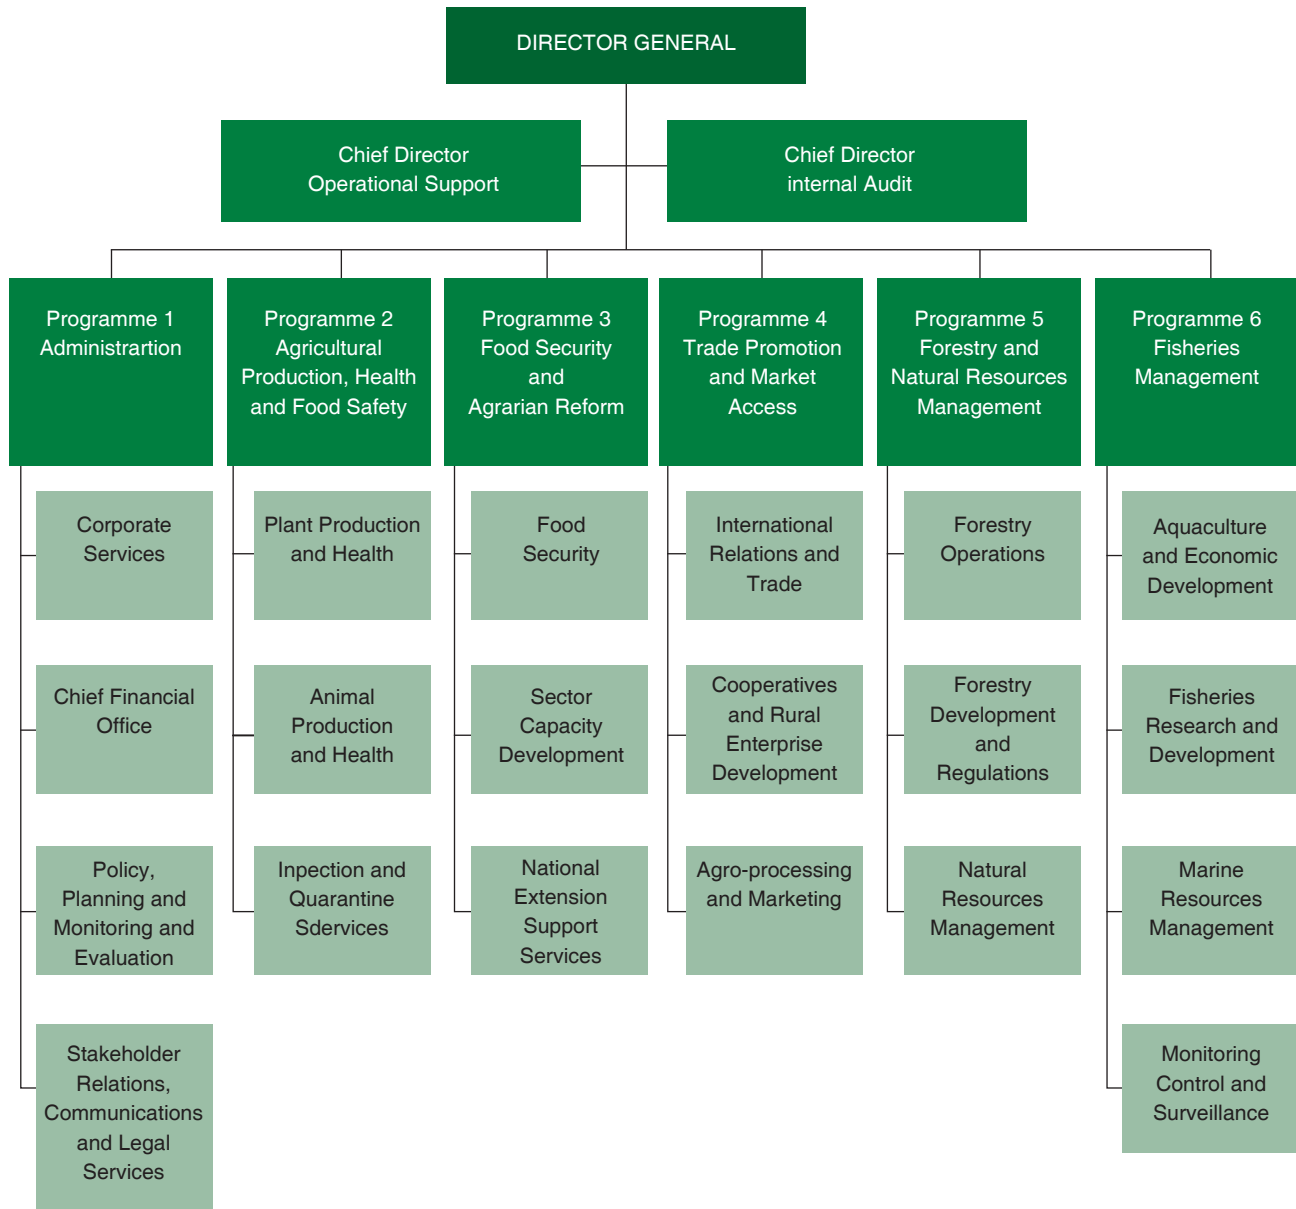 DIRECTOR GENERAL
Chief Director
Operational Support
Chief Director
internal Audit
Programme 1
Administrartion
Programme 2
Agricultural
Production, Health
and Food Safety
Programme 3
Food Security
and
Agrarian Reform
Programme 4
Trade Promotion
and Market
Access
Programme 5
Forestry and
Natural Resources
Management
Programme 6
Fisheries
Management
Corporate
Services
Chief Financial
Office
Policy,
Planning and
Monitoring and
Evaluation
Stakeholder
Relations,
Communications
and Legal
Services
Plant Production
and Health
Animal
Production
and Health
Inpection and
Quarantine
Sdervices
Food
Security
Sector
Capacity
Development
National
Extension
Support
Services
International
Relations and
Trade
Cooperatives
and Rural
Enterprise
Development
Agro-processing
and Marketing
Forestry
Operations
Forestry
Development
and
Regulations
Natural
Resources
Management
Aquaculture
and Economic
Development
Fisheries
Research and
Development
Marine
Resources
Management
Monitoring
Control and
Surveillance